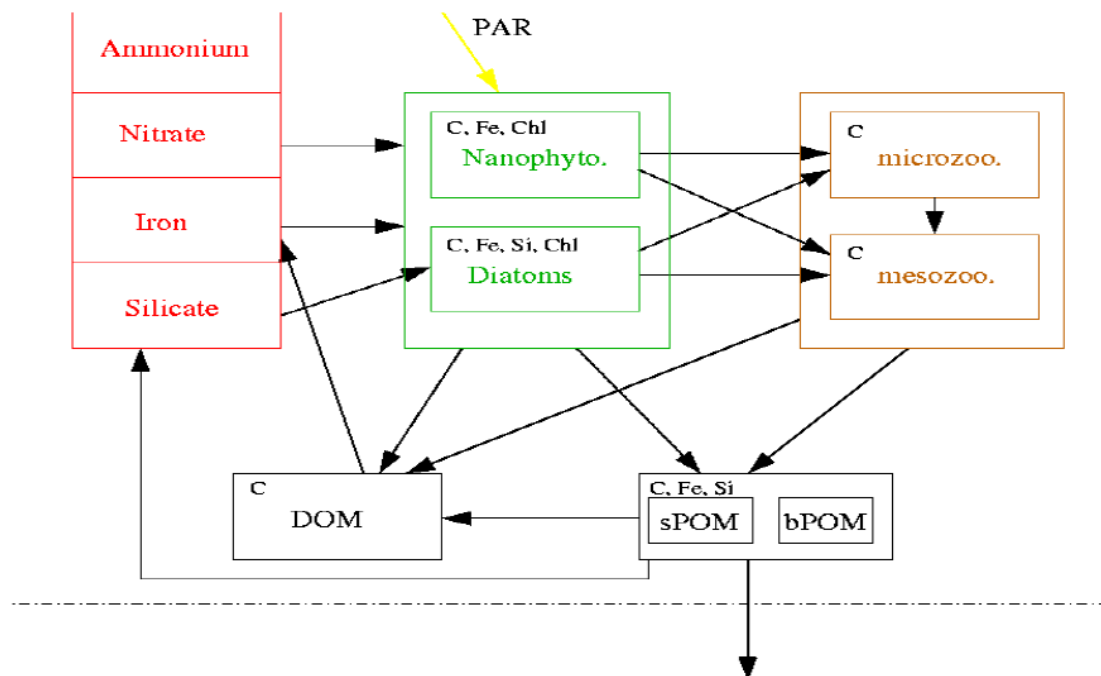 PAR
Ammonium
Nitrate
Iron
Silicate
C, Fe, Chl
Nanophyto.
C, Fe, Si, Chl
Diatoms
C
microzoo.
C
mesozoo.
C
DOM
C, Fe, Si
sPOM
bPOM